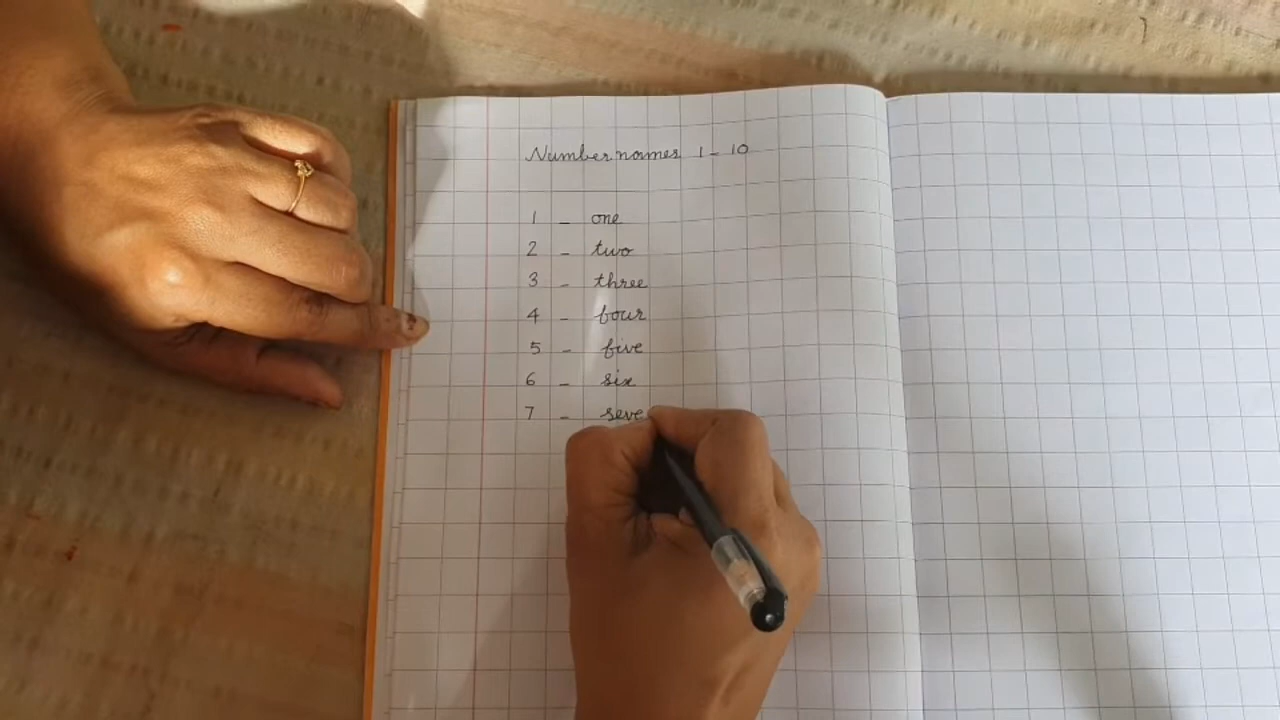 Number names 1 - 10
1 - one
2 - two
3 - three
4 - four
5 - five
6 - six
7 - seve